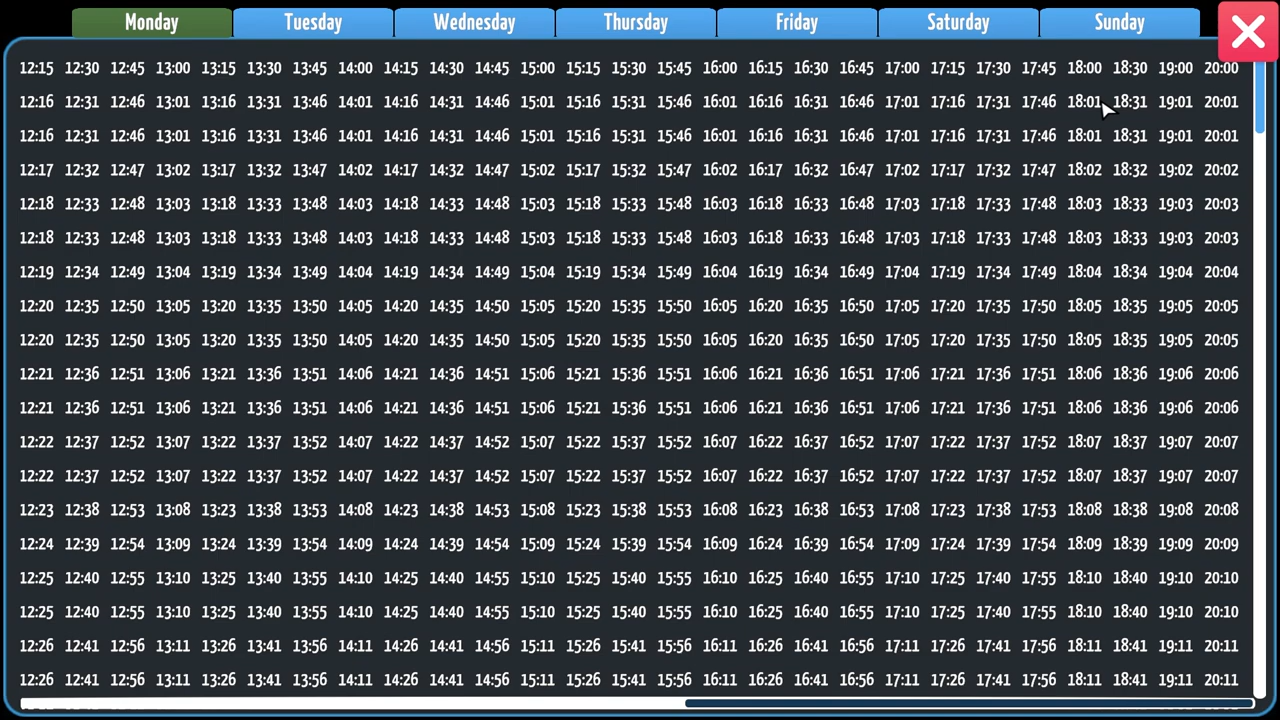 Monday Tuesday Wednesday Thursday Friday Saturday Sunday
12:15 12:30 12:45 13:00 13:15 13:30 13:45 14:00 14:15 14:30 14:45 15:00 15:15 15:30 15:45 16:00 16:15 16:30 16:45 17:00 17:15 17:30 17:45 18:00 18:30 19:00 20:00
12:16 12:31 12:46 13:01 13:16 13:31 13:46 14:01 14:16 14:31 14:46 15:01 15:16 15:31 15:46 16:01 16:16 16:31 16:46 17:01 17:16 17:31 17:46 18:01 18:31 19:01 20:01
12:16 12:31 12:46 13:01 13:16 13:31 13:46 14:01 14:16 14:31 14:46 15:01 15:16 15:31 15:46 16:01 16:16 16:31 16:46 17:01 17:16 17:31 17:46 18:01 18:31 19:01 20:01
12:17 12:32 12:47 13:02 13:17 13:32 13:47 14:02 14:17 14:32 14:47 15:02 15:17 15:32 15:47 16:02 16:17 16:32 16:47 17:02 17:17 17:32 17:47 18:02 18:32 19:02 20:02
12:18 12:33 12:48 13:03 13:18 13:33 13:48 14:03 14:18 14:33 14:48 15:03 15:18 15:33 15:48 16:03 16:18 16:33 16:48 17:03 17:18 17:33 17:48 18:03 18:33 19:03 20:03
12:18 12:33 12:48 13:03 13:18 13:33 13:48 14:03 14:18 14:33 14:48 15:03 15:18 15:33 15:48 16:03 16:18 16:33 16:48 17:03 17:18 17:33 17:48 18:03 18:33 19:03 20:03
12:19 12:34 12:49 13:04 13:19 13:34 13:49 14:04 14:19 14:34 14:49 15:04 15:19 15:34 15:49 16:04 16:19 16:34 16:49 17:04 17:19 17:34 17:49 18:04 18:34 19:04 20:04
12:20 12:35 12:50 13:05 13:20 13:35 13:50 14:05 14:20 14:35 14:50 15:05 15:20 15:35 15:50 16:05 16:20 16:35 16:50 17:05 17:20 17:35 17:50 18:05 18:35 19:05 20:05
12:20 12:35 12:50 13:05 13:20 13:35 13:50 14:05 14:20 14:35 14:50 15:05 15:20 15:35 15:50 16:05 16:20 16:35 16:50 17:05 17:20 17:35 17:50 18:05 18:35 19:05 20:05
12:21 12:36 12:51 13:06 13:21 13:36 13:51 14:06 14:21 14:36 14:51 15:06 15:21 15:36 15:51 16:06 16:21 16:36 16:51 17:06 17:21 17:36 17:51 18:06 18:36 19:06 20:06
12:21 12:36 12:51 13:06 13:21 13:36 13:51 14:06 14:21 14:36 14:51 15:06 15:21 15:36 15:51 16:06 16:21 16:36 16:51 17:06 17:21 17:36 17:51 18:06 18:36 19:06 20:06
12:22 12:37 12:52 13:07 13:22 13:37 13:52 14:07 14:22 14:37 14:52 15:07 15:22 15:37 15:52 16:07 16:22 16:37 16:52 17:07 17:22 17:37 17:52 18:07 18:37 19:07 20:07
12:22 12:37 12:52 13:07 13:22 13:37 13:52 14:07 14:22 14:37 14:52 15:07 15:22 15:37 15:52 16:07 16:22 16:37 16:52 17:07 17:22 17:37 17:52 18:07 18:37 19:07 20:07
12:23 12:38 12:53 13:08 13:23 13:38 13:53 14:08 14:23 14:38 14:53 15:08 15:23 15:38 15:53 16:08 16:23 16:38 16:53 17:08 17:23 17:38 17:53 18:08 18:38 19:08 20:08
12:24 12:39 12:54 13:09 13:24 13:39 13:54 14:09 14:24 14:39 14:54 15:09 15:24 15:39 15:54 16:09 16:24 16:39 16:54 17:09 17:24 17:39 17:54 18:09 18:39 19:09 20:09
12:25 12:40 12:55 13:10 13:25 13:40 13:55 14:10 14:25 14:40 14:55 15:10 15:25 15:40 15:55 16:10 16:25 16:40 16:55 17:10 17:25 17:40 17:55 18:10 18:40 19:10 20:10
12:25 12:40 12:55 13:10 13:25 13:40 13:55 14:10 14:25 14:40 14:55 15:10 15:25 15:40 15:55 16:10 16:25 16:40 16:55 17:10 17:25 17:40 17:55 18:10 18:40 19:10 20:10
12:26 12:41 12:56 13:11 13:26 13:41 13:56 14:11 14:26 14:41 14:56 15:11 15:26 15:41 15:56 16:11 16:26 16:41 16:56 17:11 17:26 17:41 17:56 18:11 18:41 19:11 20:11
12:26 12:41 12:56 13:11 13:26 13:41 13:56 14:11 14:26 14:41 14:56 15:11 15:26 15:41 15:56 16:11 16:26 16:41 16:56 17:11 17:26 17:41 17:56 18:11 18:41 19:11 20:11